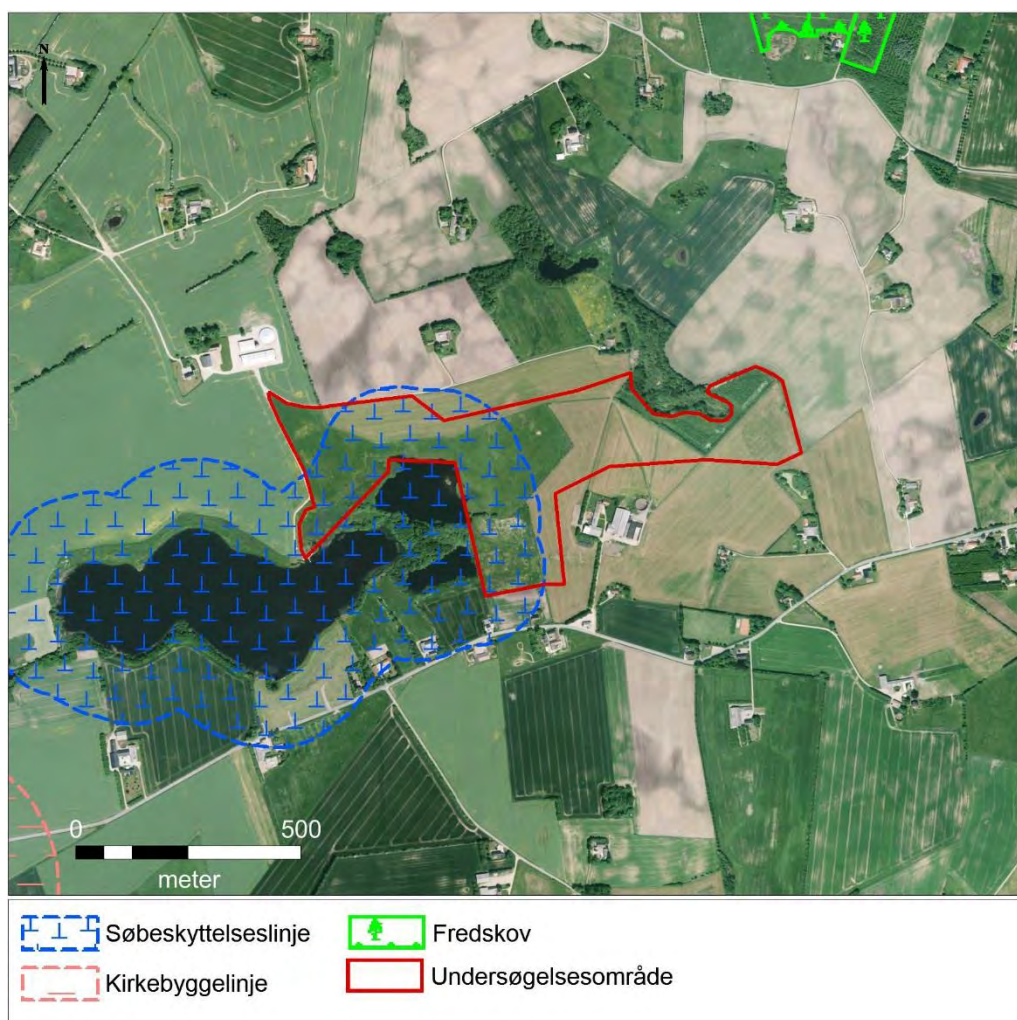 N
0 500
meter
Søbeskyttelseslinje
Fredskov
Kirkebyggelinje
Undersøgelsesområde